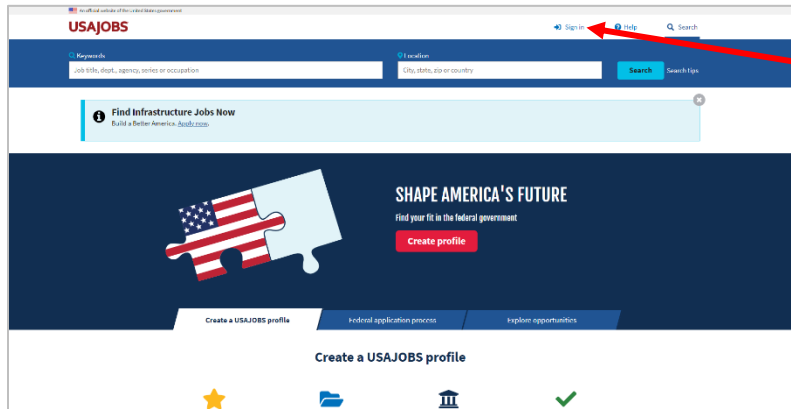 An official website of the United States government
USAJOBS
Sign in
Help
Search
Keywords
Location
Job title, dept., agency, series or occupation
City, state, zip or country
Search
Search tips
Find Infrastructure Jobs Now
Build a Better America. Apply now.
SHAPE AMERICA'S FUTURE
Find your fit in the federal government
Create profile
Create a USAJOBS profile
Federal application process
Explore opportunities
Create a USAJOBS profile